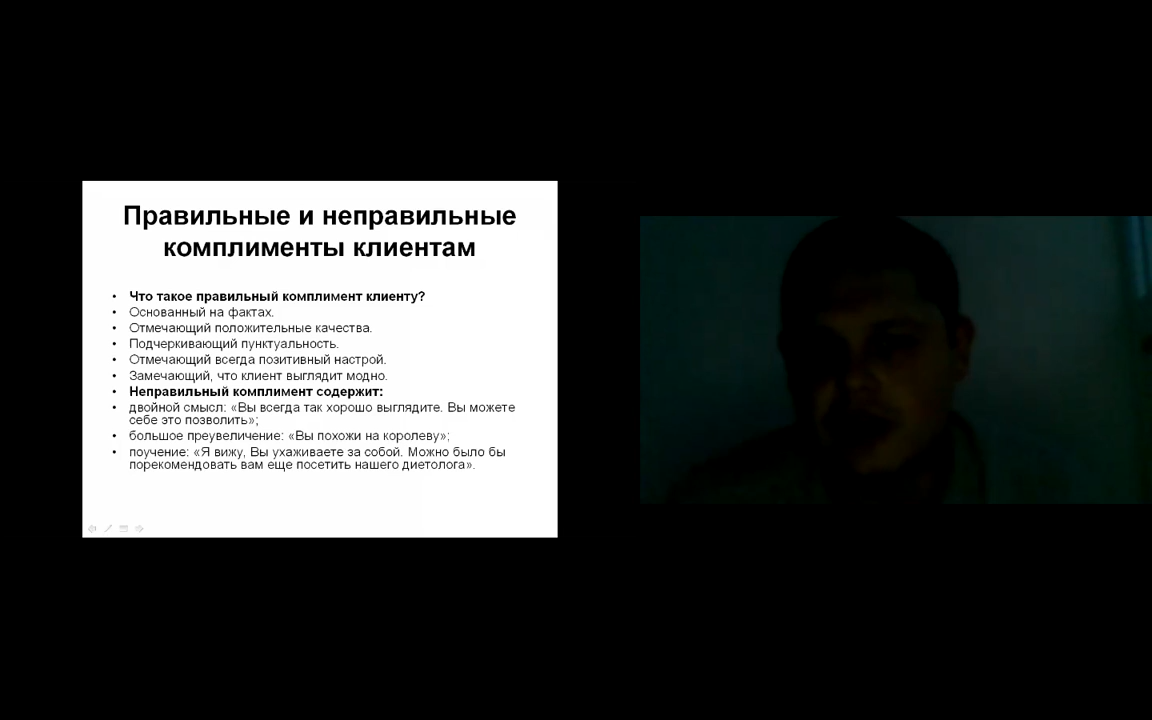 Правильные и неправильные
комплименты клиентам
• Что такое правильный комплимент клиенту?
• Основанный на фактах.
• Отмечающий положительные качества.
• Подчеркивающий пунктуальность.
• Отмечающий всегда позитивный настрой.
• Замечающий, что клиент выглядит модно.
• Неправильный комплимент содержит:
• двойной смысл: «Вы всегда так хорошо выглядите. Вы можете
себе это позволить»;
• большое преувеличение: «Вы похожи на королеву»;
• поучение: «Я вижу, Вы ухаживаете за собой. Можно было бы
порекомендовать вам еще посетить нашего диетолога».